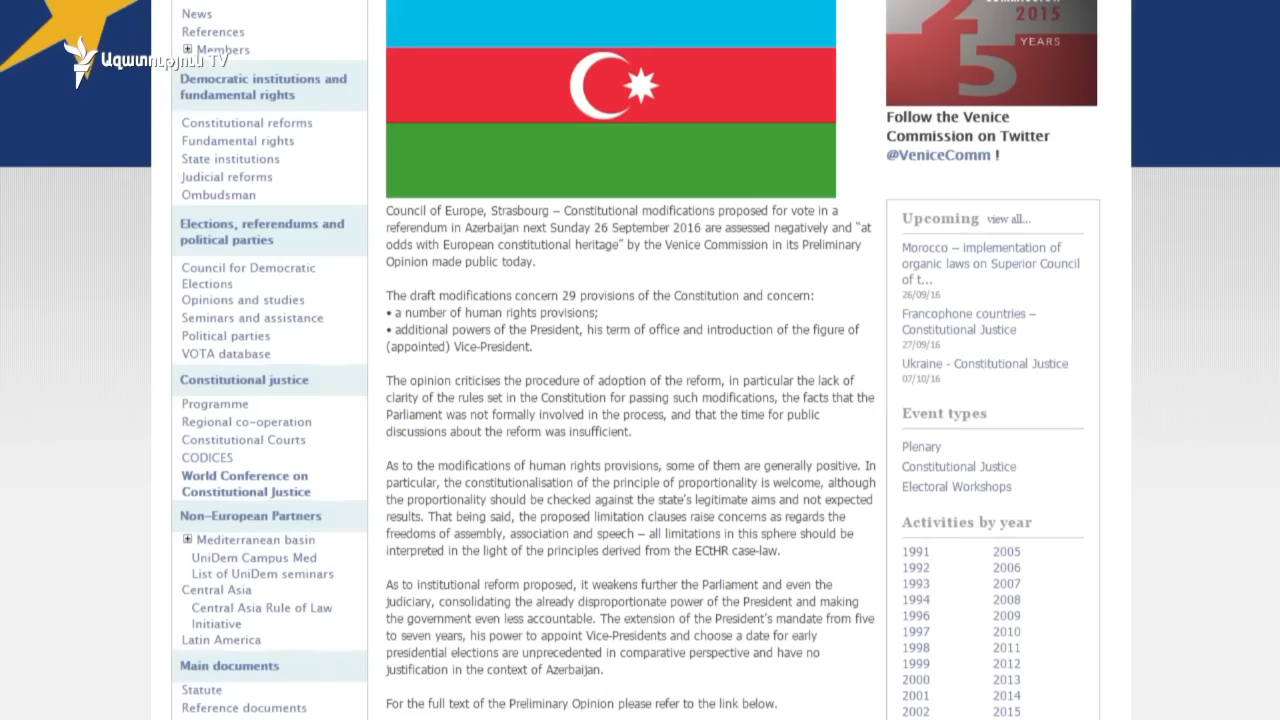 News
References
Members
Ազատություն TV
Democratic institutions and
fundamental rights
Constitutional reforms
Fundamental rights
State institutions
Judicial reforms
Ombudsman
Elections, referendums and
political parties
Council for Democratic
Elections
Opinions and studies
Seminars and assistance
Political parties
VOTA database
Constitutional justice
Programme
Regional co-operation
Constitutional Courts
CODICES
World Conference on
Constitutional Justice
Non-European Partners
Mediterranean basin
UniDem Campus Med
List of UniDem seminars
Central Asia
Central Asia Rule of Law
Initiative
Latin America
Main documents
Statute
Reference documents
Council of Europe, Strasbourg – Constitutional modifications proposed for vote in a
referendum in Azerbaijan next Sunday 26 September 2016 are assessed negatively and “at
odds with European constitutional heritage” by the Venice Commission in its Preliminary
Opinion made public today.
The draft modifications concern 29 provisions of the Constitution and concern:
• a number of human rights provisions;
• additional powers of the President, his term of office and introduction of the figure of
(appointed) Vice-President.
The opinion criticises the procedure of adoption of the reform, in particular the lack of
clarity of the rules set in the Constitution for passing such modifications, the facts that the
Parliament was not formally involved in the process, and that the time for public
discussions about the reform was insufficient.
As to the modifications of human rights provisions, some of them are generally positive. In
particular, the constitutionalisation of the principle of proportionality is welcome, although
the proportionality should be checked against the state’s legitimate aims and not expected
results. That being said, the proposed limitation clauses raise concerns as regards the
freedoms of assembly, association and speech – all limitations in this sphere should be
interpreted in the light of the principles derived from the ECtHR case-law.
As to institutional reform proposed, it weakens further the Parliament and even the
judiciary, consolidating the already disproportionate power of the President and making
the government even less accountable. The extension of the President’s mandate from five
to seven years, his power to appoint Vice-Presidents and choose a date for early
presidential elections are unprecedented in comparative perspective and have no
justification in the context of Azerbaijan.
For the full text of the Preliminary Opinion please refer to the link below.
2015
YEARS
25
Follow the Venice
Commission on Twitter
@VeniceComm !
Upcoming view all...
Morocco – implementation of
organic laws on Superior Council
of t...
26/09/16
Francophone countries –
Constitutional Justice
27/09/16
Ukraine - Constitutional Justice
07/10/16
Event types
Plenary
Constitutional Justice
Electoral Workshops
Activities by year
1991 2005
1992 2006
1993 2007
1994 2008
1996 2009
1997 2010
1998 2011
1999 2012
2000 2013
2001 2014
2002 2015